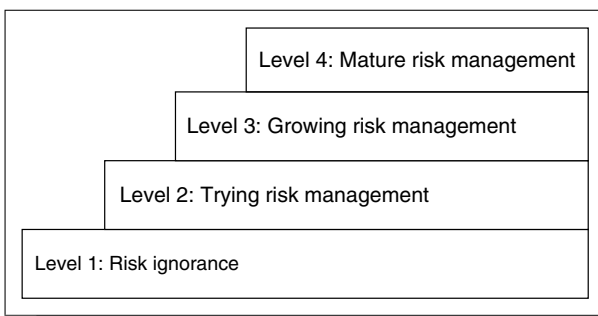 Level 4: Mature risk management
Level 3: Growing risk management
Level 2: Trying risk management
Level 1: Risk ignorance